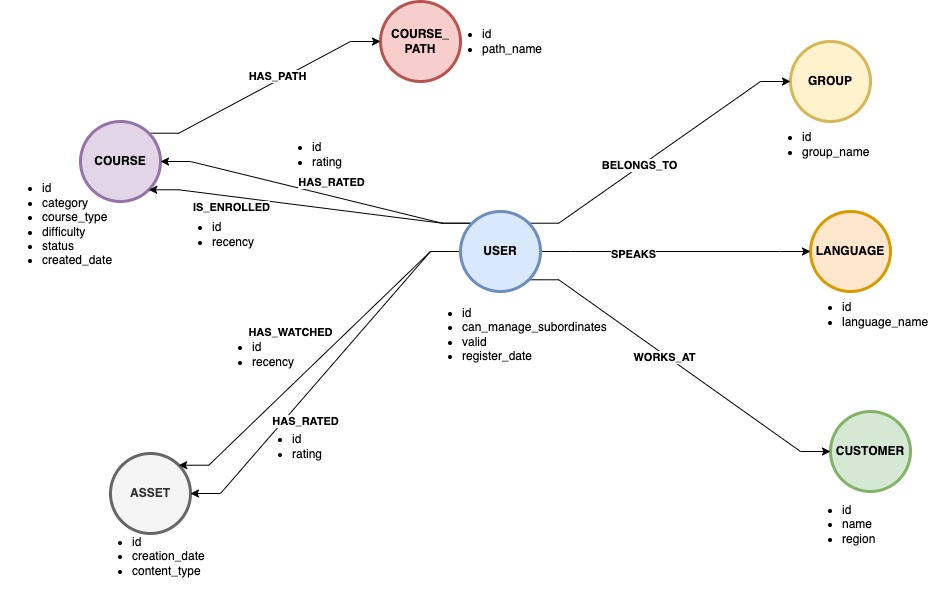 COURSE_
PATH
• id
• path_name
HAS_PATH
GROUP
• id
• group_name
COURSE
• id
• category
• course_type
• difficulty
• status
• created_date
• id
• rating
HAS_RATED
IS_ENROLLED
• id
• recency
BELONGS_TO
USER
• id
• can_manage_subordinates
• valid
• register_date
SPEAKS
LANGUAGE
• id
• language_name
HAS_WATCHED
• id
• recency
WORKS_AT
HAS_RATED
• id
• rating
CUSTOMER
• id
• name
• region
ASSET
• id
• creation_date
• content_type